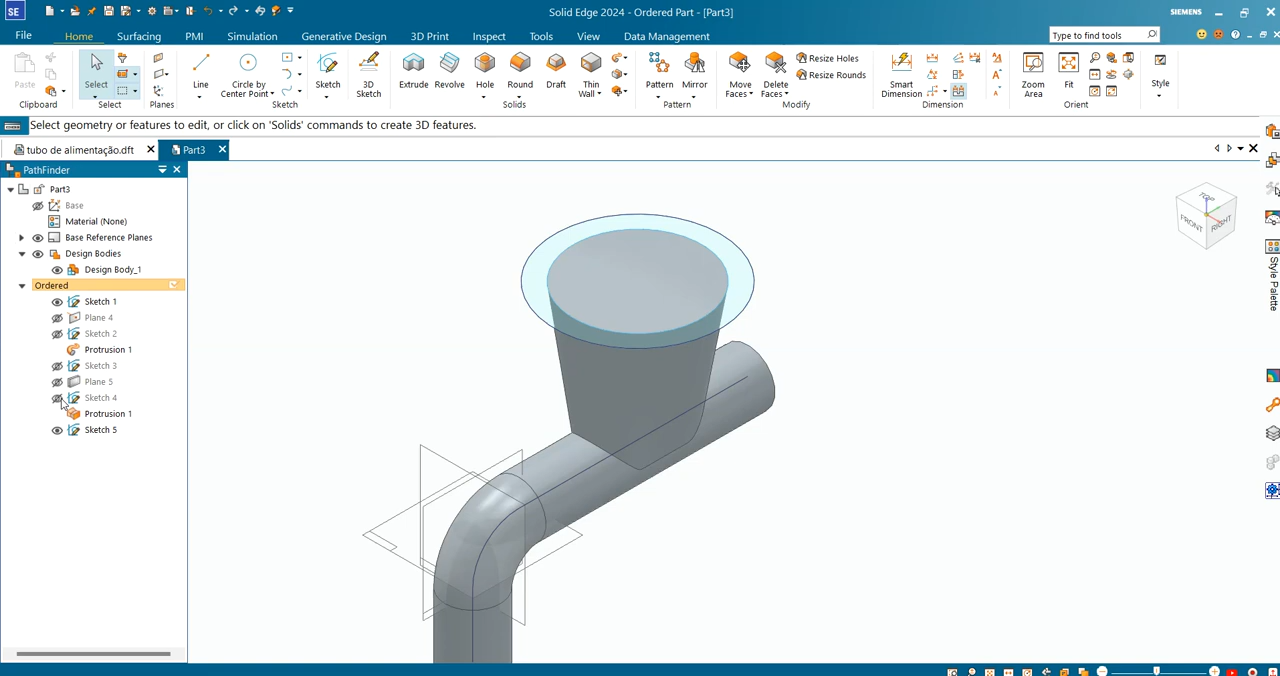 SE
Solid Edge 2024 - Ordered Part - [Part3]
SIEMENS
File Home Surfacing PMI Simulation Generative Design 3D Print Inspect Tools View Data Management
Type to find tools
Paste
Clipboard
Select
Select
Planes
Line
Circle by Center Point
Sketch
Sketch
3D Sketch
Extrude
Revolve
Hole
Round
Draft
Thin Wall
Solids
Pattern
Mirror
Pattern
Move Faces
Delete Faces
Resize Holes
Resize Rounds
Modify
Smart Dimension
Dimension
Zoom Area
Fit
Orient
Style
Style
Select geometry or features to edit, or click on 'Solids' commands to create 3D features.
tubo de alimentação.dft
Part3
PathFinder
Part3
Base
Material (None)
Base Reference Planes
Design Bodies
Design Body_1
Ordered
Sketch 1
Plane 4
Sketch 2
Protrusion 1
Sketch 3
Plane 5
Sketch 4
Protrusion 1
Sketch 5
TOP
FRONT
RIGHT
Style Palette